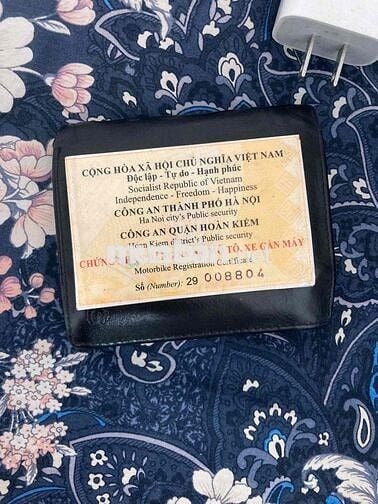 CỘNG HÒA XÃ HỘI CHỦ NGHĨA VIỆT NAM
Độc lập - Tự do - Hạnh phúc
Socialist Republic of Vietnam
Independence - Freedom - Happiness
CÔNG AN THÀNH PHỐ HÀ NỘI
Ha Noi city's Public security
CÔNG AN QUẬN HOÀN KIẾM
Hoan Kiem district's Public security
TÔ, XE GẮN MÁY
Motorbike Registration Certificate
Số (Number): 29 008804